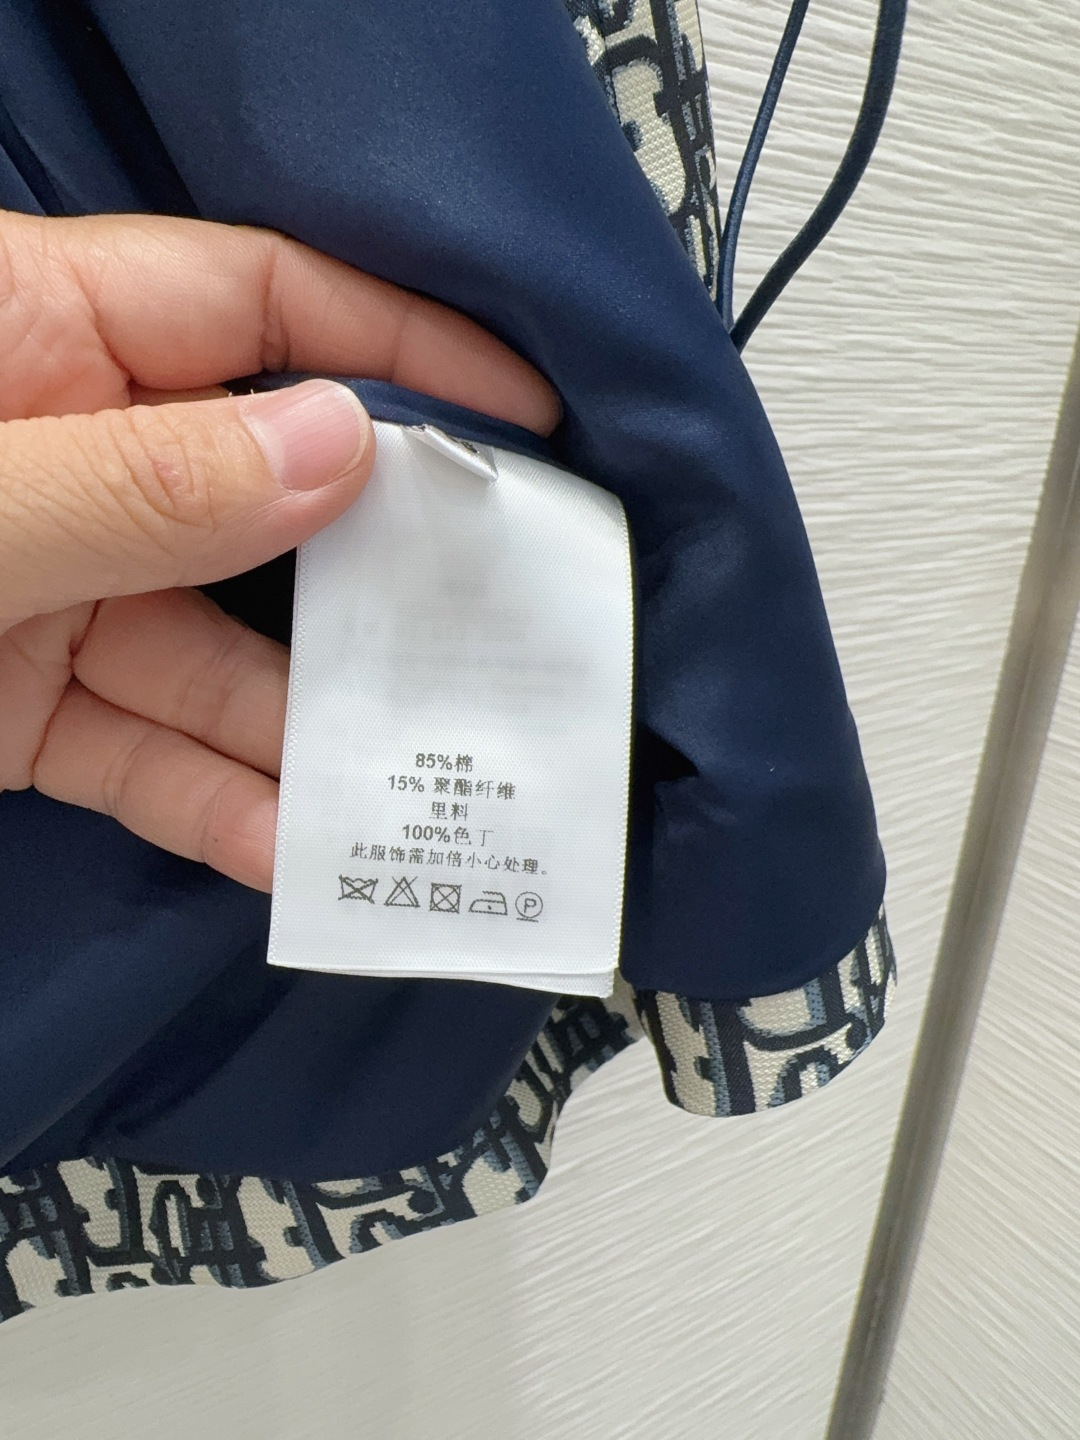 85%棉
15% 聚酯纤维
里料
100%色丁
此服饰需加倍小心处理。
P